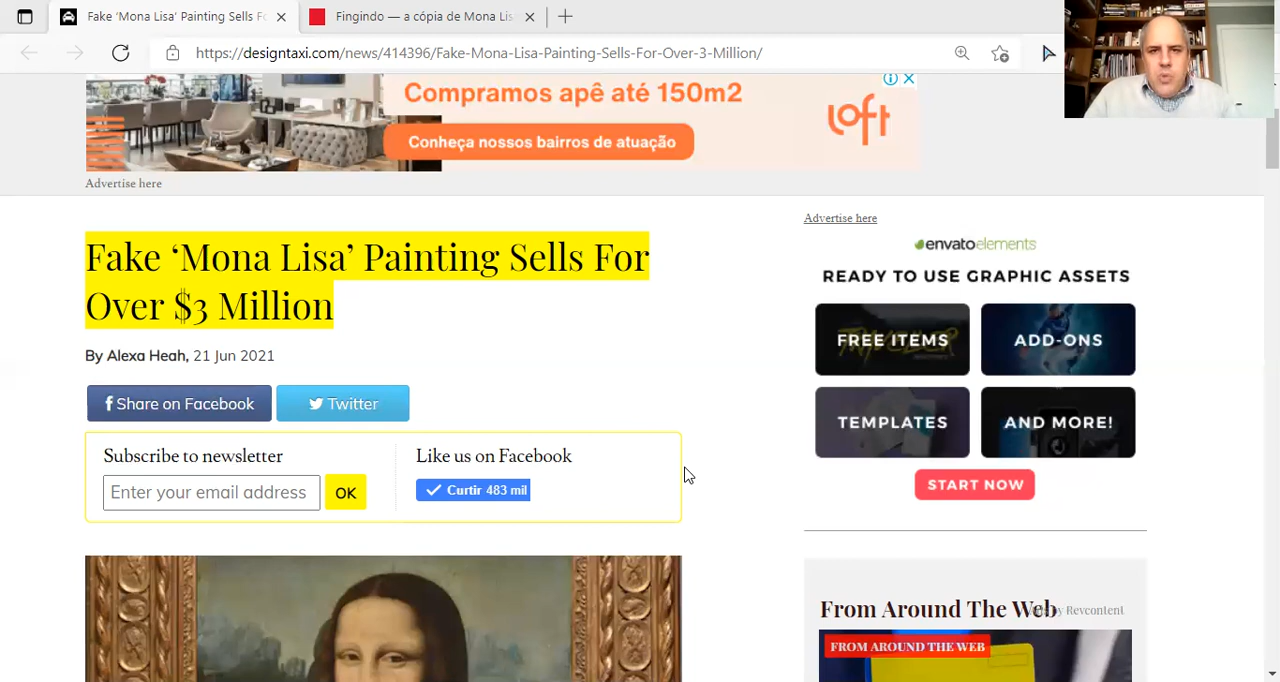 Fake ‘Mona Lisa’ Painting Sells Fo
Fingindo — a cópia de Mona Lis
https://designtaxi.com/news/414396/Fake-Mona-Lisa-Painting-Sells-For-Over-3-Million/
Compramos apê até 150m2
Conheça nossos bairros de atuação
loft
Advertise here
Fake ‘Mona Lisa’ Painting Sells For
Over $3 Million
By Alexa Heah, 21 Jun 2021
Share on Facebook
Twitter
Subscribe to newsletter
Enter your email address
OK
Like us on Facebook
Curtir 483 mil
Advertise here
envatoelements
READY TO USE GRAPHIC ASSETS
FREE ITEMS
ADD-ONS
TEMPLATES
AND MORE!
START NOW
From Around The Web
by Revcontent
FROM AROUND THE WEB